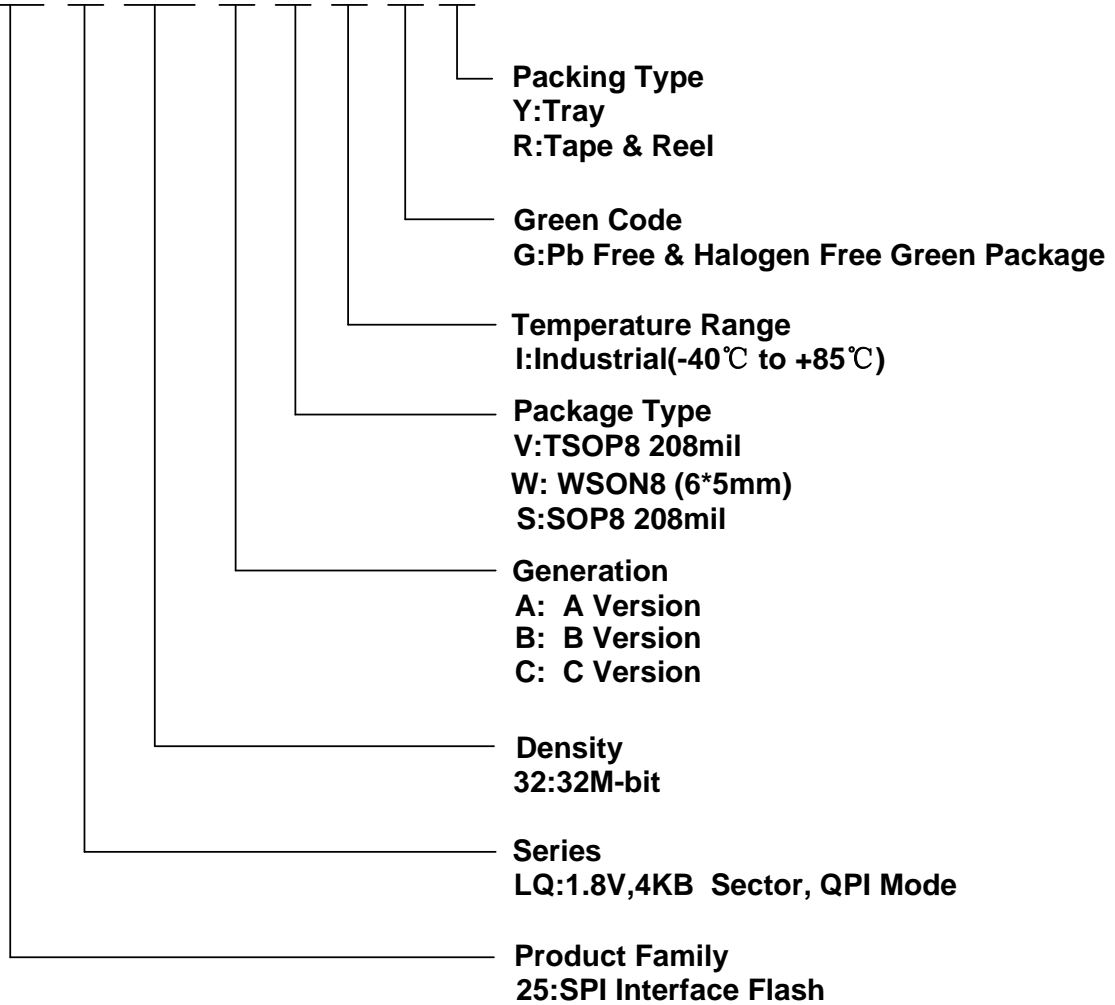 Packing Type
Y:Tray
R:Tape & Reel
Green Code
G:Pb Free & Halogen Free Green Package
Temperature Range
I:Industrial(-40℃ to +85℃)
Package Type
V:TSOP8 208mil
W: WSON8 (6*5mm)
S:SOP8 208mil
Generation
A: A Version
B: B Version
C: C Version
Density
32:32M-bit
Series
LQ:1.8V,4KB Sector, QPI Mode
Product Family
25:SPI Interface Flash